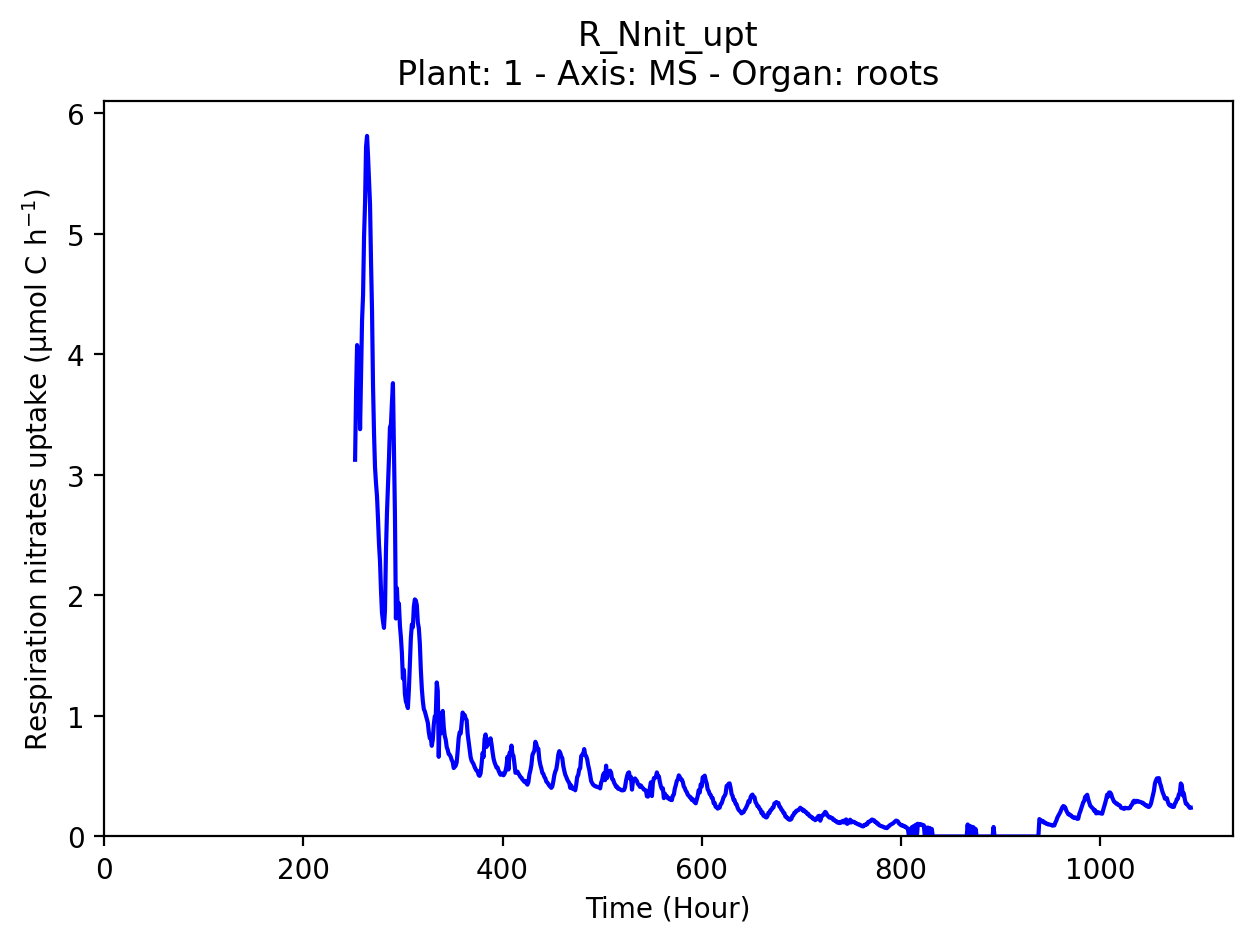 R_Nnit_upt
Plant: 1 - Axis: MS - Organ: roots
Respiration nitrates uptake (µmol C h⁻¹)
6
5
4
3
2
1
0
0 200 400 600 800 1000
Time (Hour)